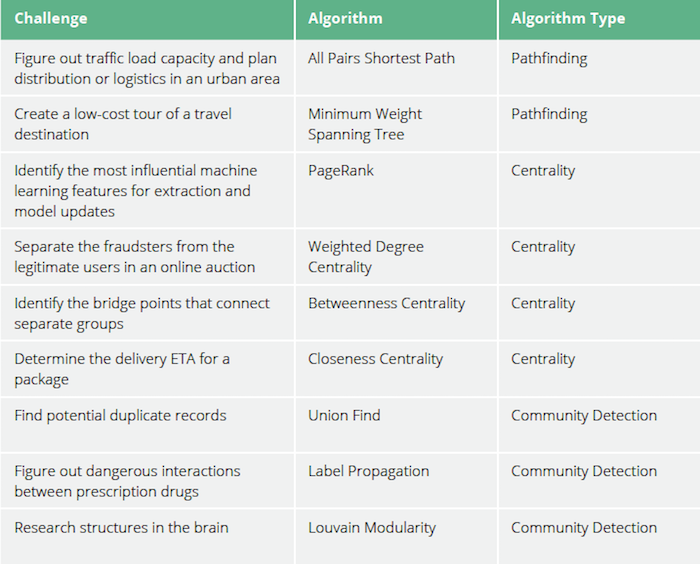 Challenge Algorithm Algorithm Type
Figure out traffic load capacity and plan All Pairs Shortest Path Pathfinding
distribution or logistics in an urban area
Create a low-cost tour of a travel Minimum Weight Pathfinding
destination Spanning Tree
Identify the most influential machine PageRank Centrality
learning features for extraction and
model updates
Separate the fraudsters from the Weighted Degree Centrality
legitimate users in an online auction Centrality
Identify the bridge points that connect Betweenness Centrality Centrality
separate groups
Determine the delivery ETA for a Closeness Centrality Centrality
package
Find potential duplicate records Union Find Community Detection
Figure out dangerous interactions Label Propagation Community Detection
between prescription drugs
Research structures in the brain Louvain Modularity Community Detection